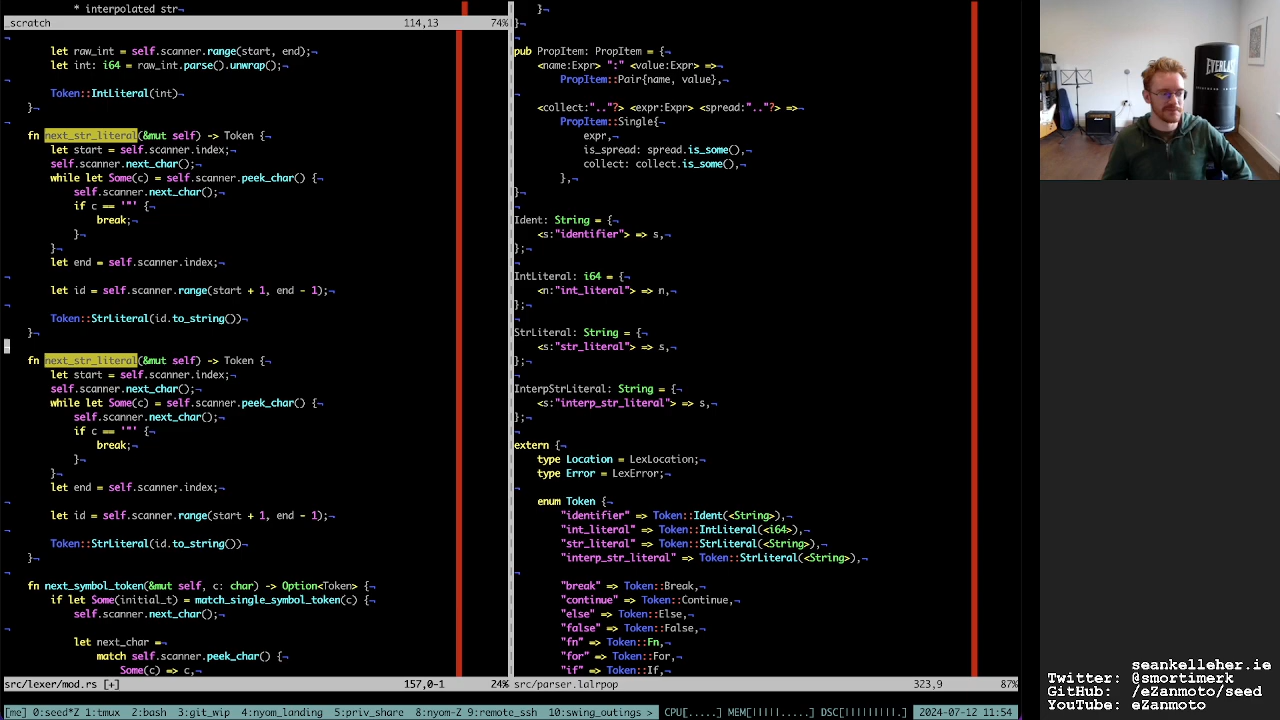 * interpolated str¬
_scratch 114,13 74%
let raw_int = self.scanner.range(start, end);¬
let int: i64 = raw_int.parse().unwrap();¬
¬
Token::IntLiteral(int)¬
}¬
¬
fn next_str_literal(&mut self) -> Token {¬
let start = self.scanner.index;¬
self.scanner.next_char();¬
while let Some(c) = self.scanner.peek_char() {¬
self.scanner.next_char();¬
if c == '"' {¬
break;¬
}¬
}¬
let end = self.scanner.index;¬
¬
let id = self.scanner.range(start + 1, end - 1);¬
¬
Token::StrLiteral(id.to_string())¬
}¬
¬
fn next_str_literal(&mut self) -> Token {¬
let start = self.scanner.index;¬
self.scanner.next_char();¬
while let Some(c) = self.scanner.peek_char() {¬
self.scanner.next_char();¬
if c == '"' {¬
break;¬
}¬
}¬
let end = self.scanner.index;¬
¬
let id = self.scanner.range(start + 1, end - 1);¬
¬
Token::StrLiteral(id.to_string())¬
}¬
¬
fn next_symbol_token(&mut self, c: char) -> Option<Token> {¬
if let Some(initial_t) = match_single_symbol_token(c) {¬
self.scanner.next_char();¬
¬
let next_char =¬
match self.scanner.peek_char() {¬
Some(c) => c,¬
src/lexer/mod.rs [+] 157,0-1 24%
}¬
}¬
¬
pub PropItem: PropItem = {¬
<name:Expr> ":" <value:Expr> =>¬
PropItem::Pair{name, value},¬
¬
<collect:".."?> <expr:Expr> <spread:".."?> =>¬
PropItem::Single{¬
expr,¬
is_spread: spread.is_some(),¬
collect: collect.is_some(),¬
},¬
}¬
¬
Ident: String = {¬
<s:"identifier"> => s,¬
};¬
¬
IntLiteral: i64 = {¬
<n:"int_literal"> => n,¬
};¬
¬
StrLiteral: String = {¬
<s:"str_literal"> => s,¬
};¬
¬
InterpStrLiteral: String = {¬
<s:"interp_str_literal"> => s,¬
};¬
¬
extern {¬
type Location = LexLocation;¬
type Error = LexError;¬
¬
enum Token {¬
"identifier" => Token::Ident(<String>),¬
"int_literal" => Token::IntLiteral(<i64>),¬
"str_literal" => Token::StrLiteral(<String>),¬
"interp_str_literal" => Token::StrLiteral(<String>),¬
¬
"break" => Token::Break,¬
"continue" => Token::Continue,¬
"else" => Token::Else,¬
"false" => Token::False,¬
"fn" => Token::Fn,¬
"for" => Token::For,¬
"if" => Token::If,¬
src/parser.lalrpop 323,9 87%
EVERLAST
seankelleher.ie
Twitter: @smortimerk
GitHub: /eZanmoto/seed
[me] 0:seed*Z 1:tmux 2:bash 3:git_wip 4:nyom_landing 5:priv_share 8:nyom-Z 9:remote_ssh 10:swing_outings > CPU[.....] MEM[|||||.....] DSC[||||||||..] 2024-07-12 11:54